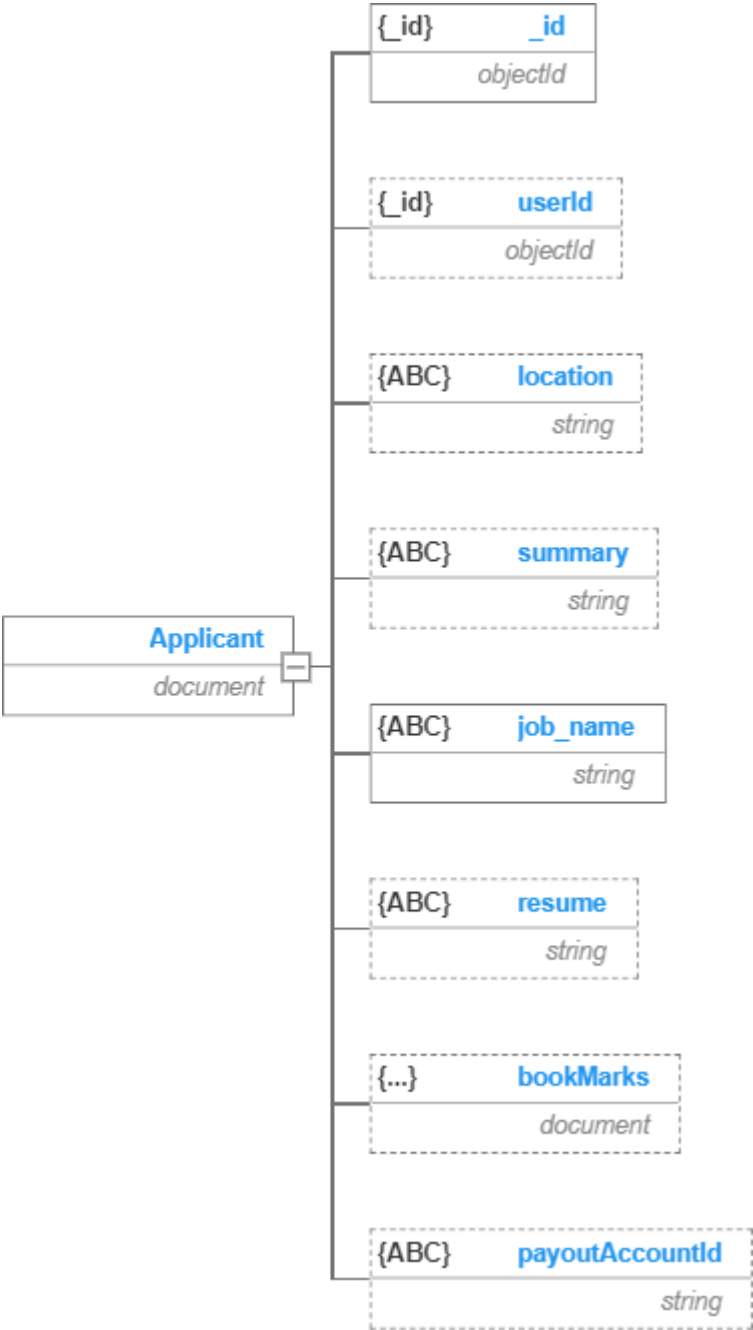 {_id} _id
objectId
{_id} userId
objectId
{ABC} location
string
{ABC} summary
string
Applicant
document
{ABC} job_name
string
{ABC} resume
string
{...} bookMarks
document
{ABC} payoutAccountId
string